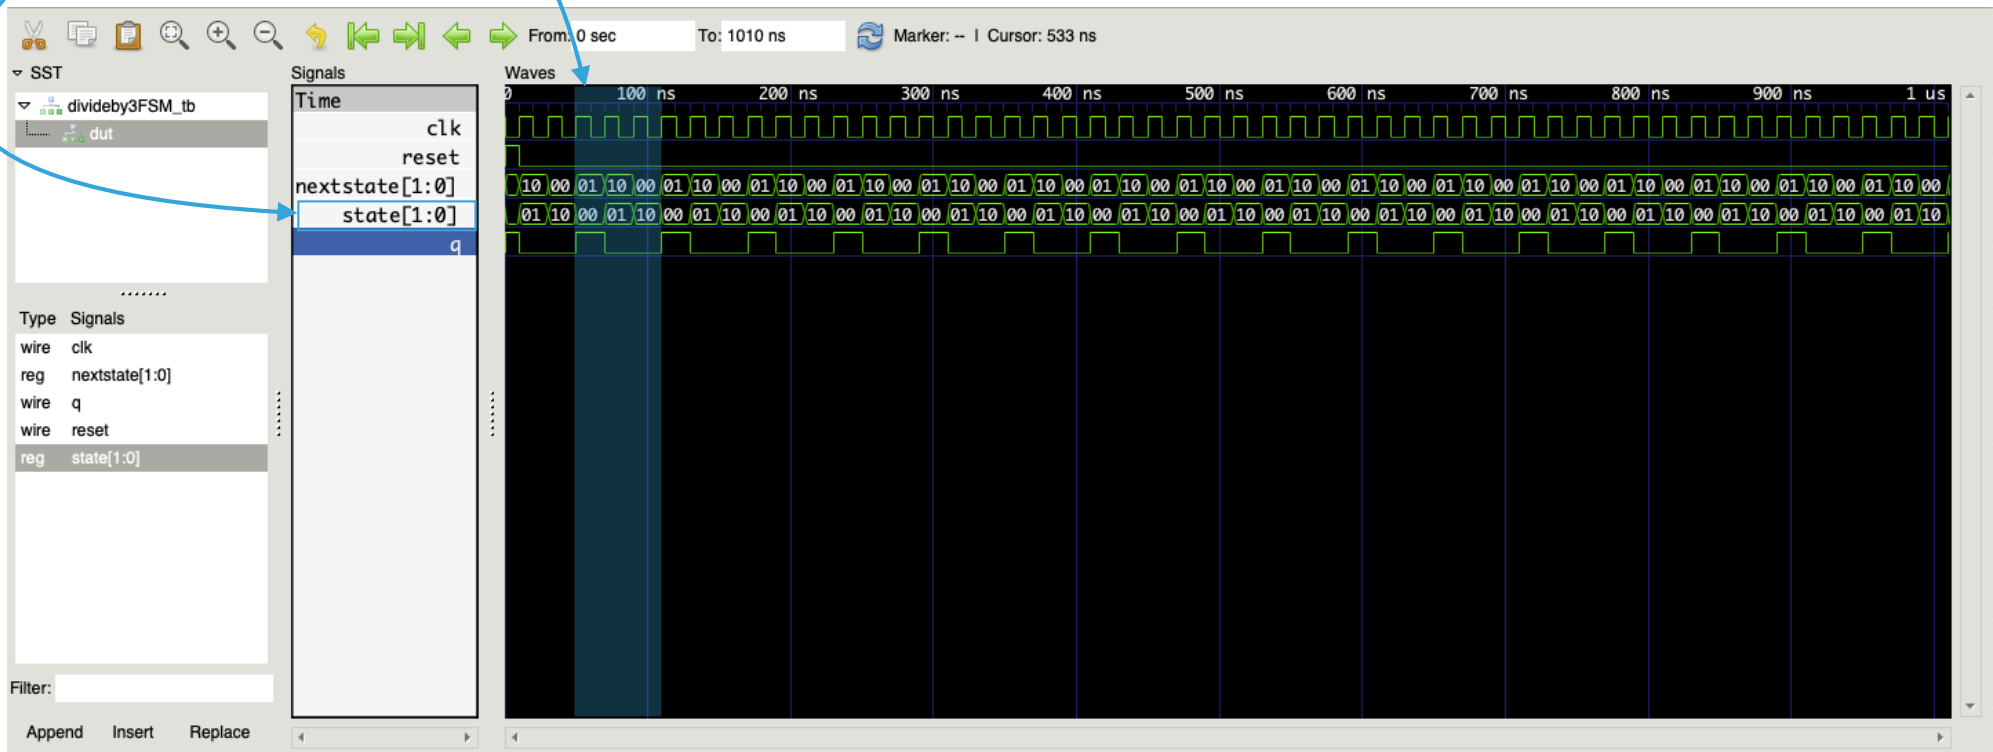 From: 0 sec To: 1010 ns Marker: -- | Cursor: 533 ns
SST
divideby3FSM_tb
dut
Type Signals
wire clk
reg nextstate[1:0]
wire q
wire reset
reg state[1:0]
Filter:
Append Insert Replace
Signals
Time
clk
reset
nextstate[1:0]
state[1:0]
q
Waves
0 100 ns 200 ns 300 ns 400 ns 500 ns 600 ns 700 ns 800 ns 900 ns 1 us
10 00 01 10 00 01 10 00 01 10 00 01 10 00 01 10 00 01 10 00 01 10 00 01 10 00 01 10 00 01 10 00 01 10 00 01 10 00 01 10 00 01 10 00 01 10 00 01 10 00
01 10 00 01 10 00 01 10 00 01 10 00 01 10 00 01 10 00 01 10 00 01 10 00 01 10 00 01 10 00 01 10 00 01 10 00 01 10 00 01 10 00 01 10 00 01 10 00 01 10